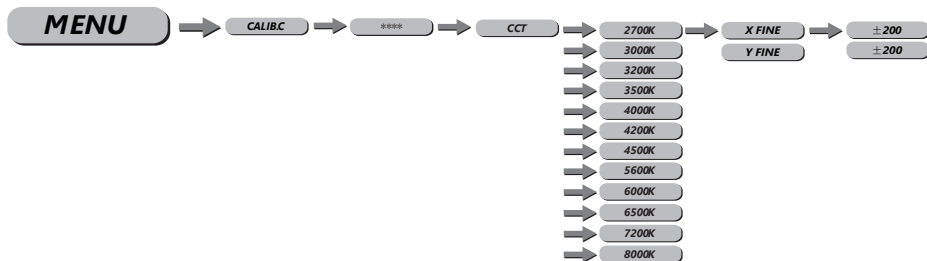 MENU CALIB.C **** CCT 2700K X FINE ±200
3000K Y FINE ±200
3200K
3500K
4000K
4200K
4500K
5600K
6000K
6500K
7200K
8000K